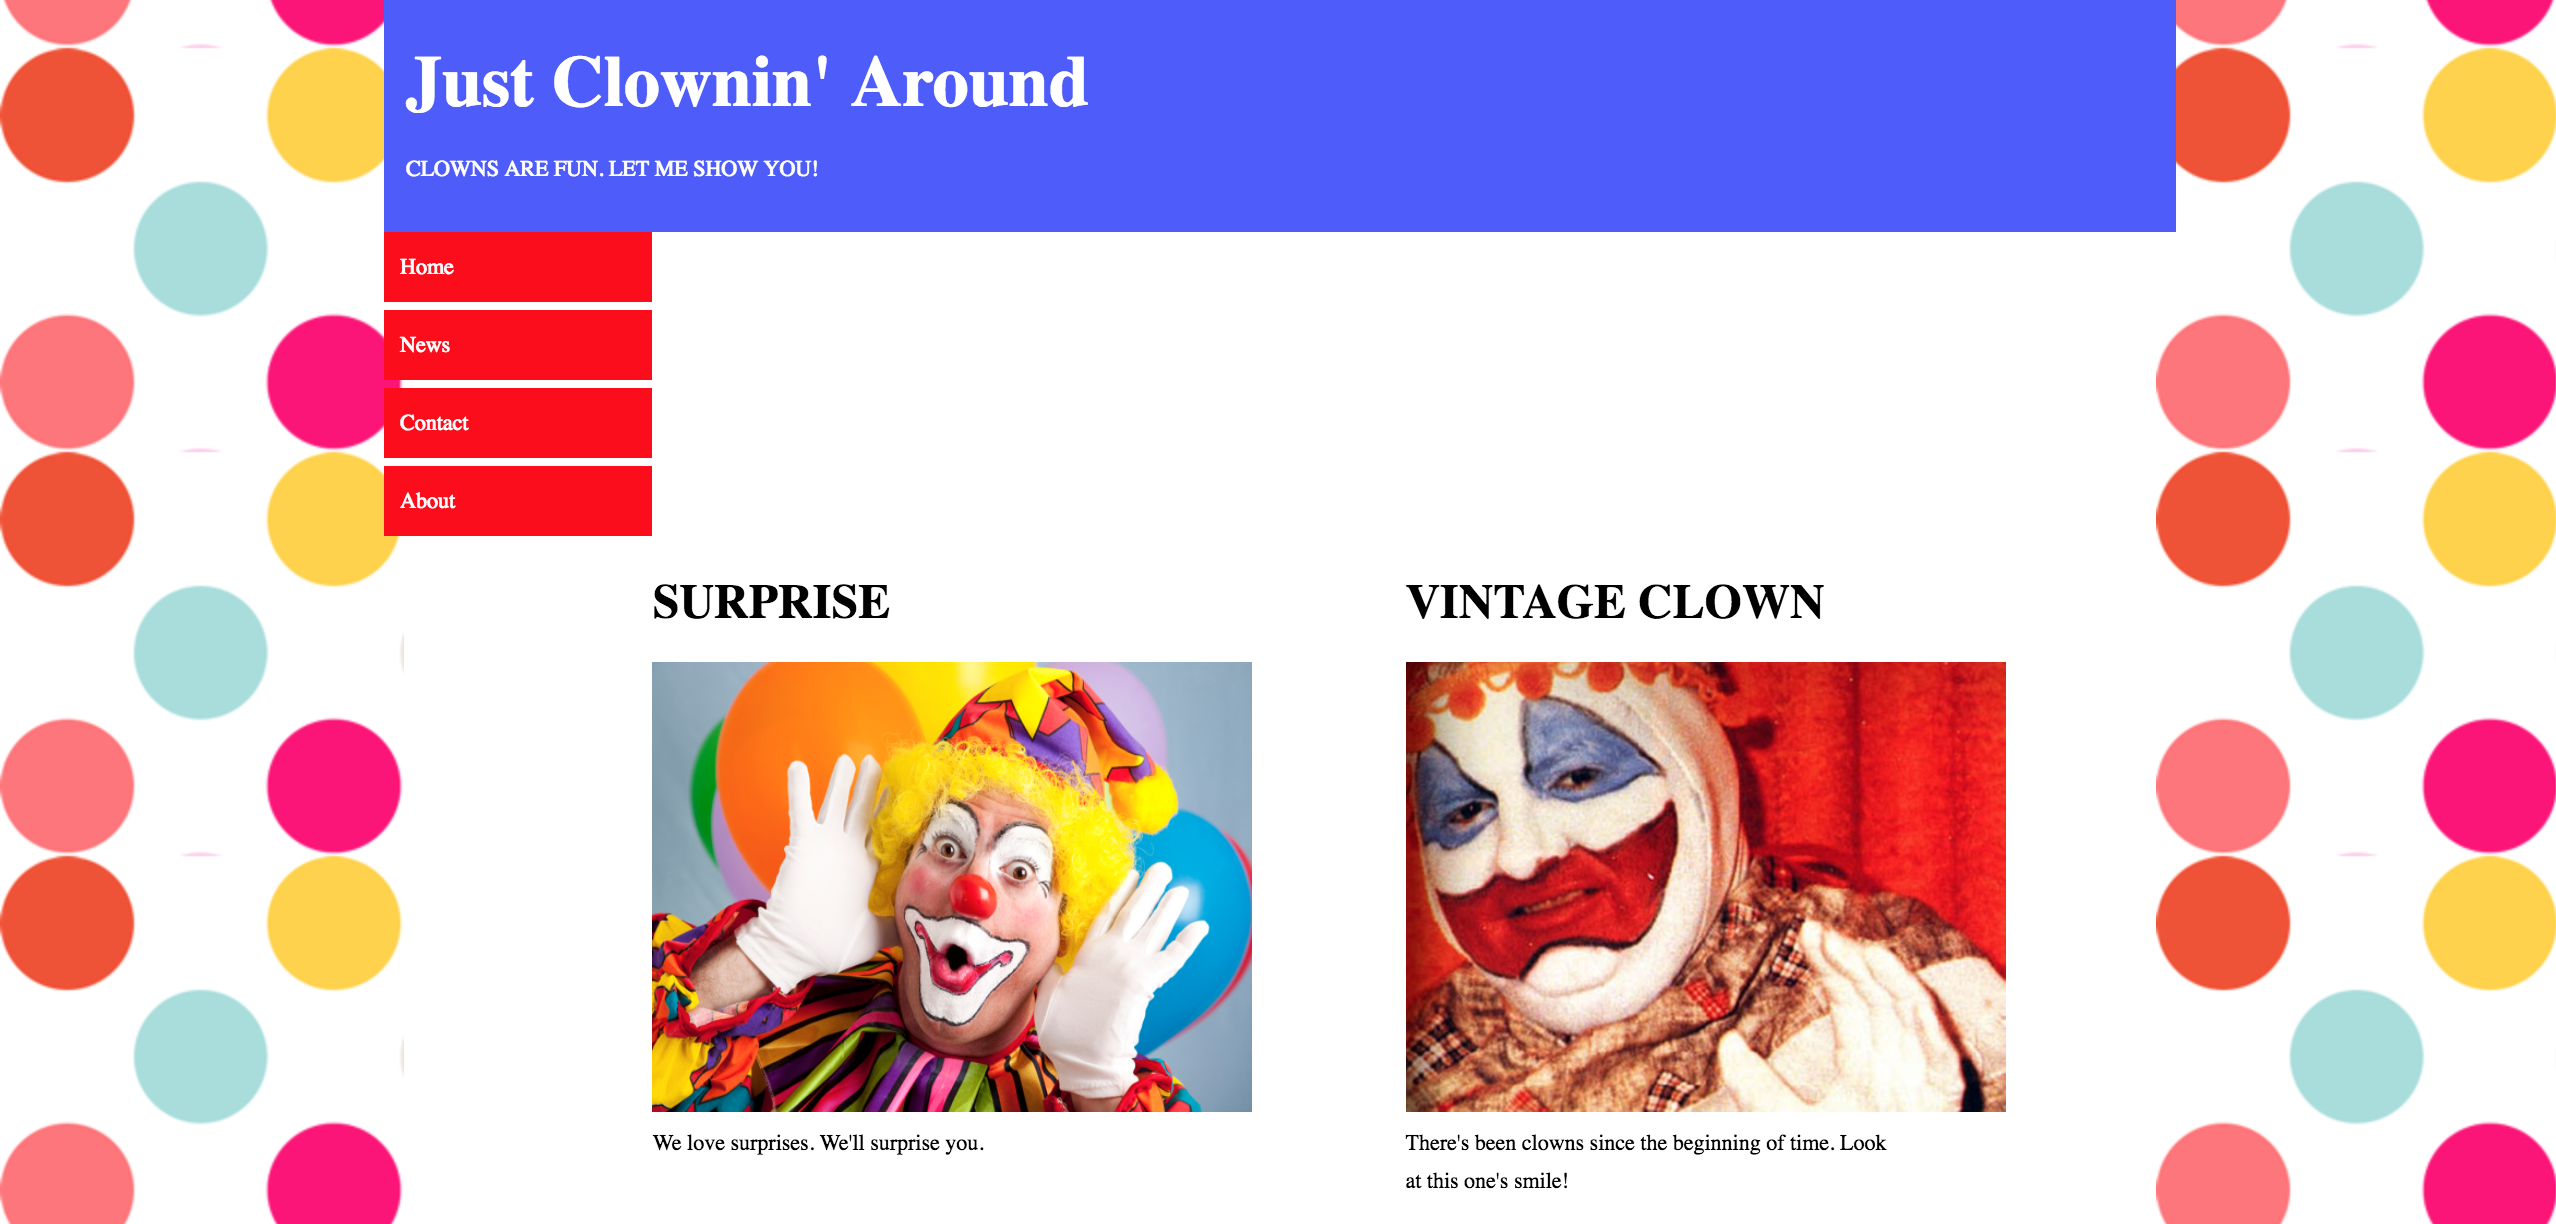 Just Clownin' Around
CLOWNS ARE FUN. LET ME SHOW YOU!
Home
News
Contact
About
SURPRISE
We love surprises. We'll surprise you.
VINTAGE CLOWN
There's been clowns since the beginning of time. Look
at this one's smile!